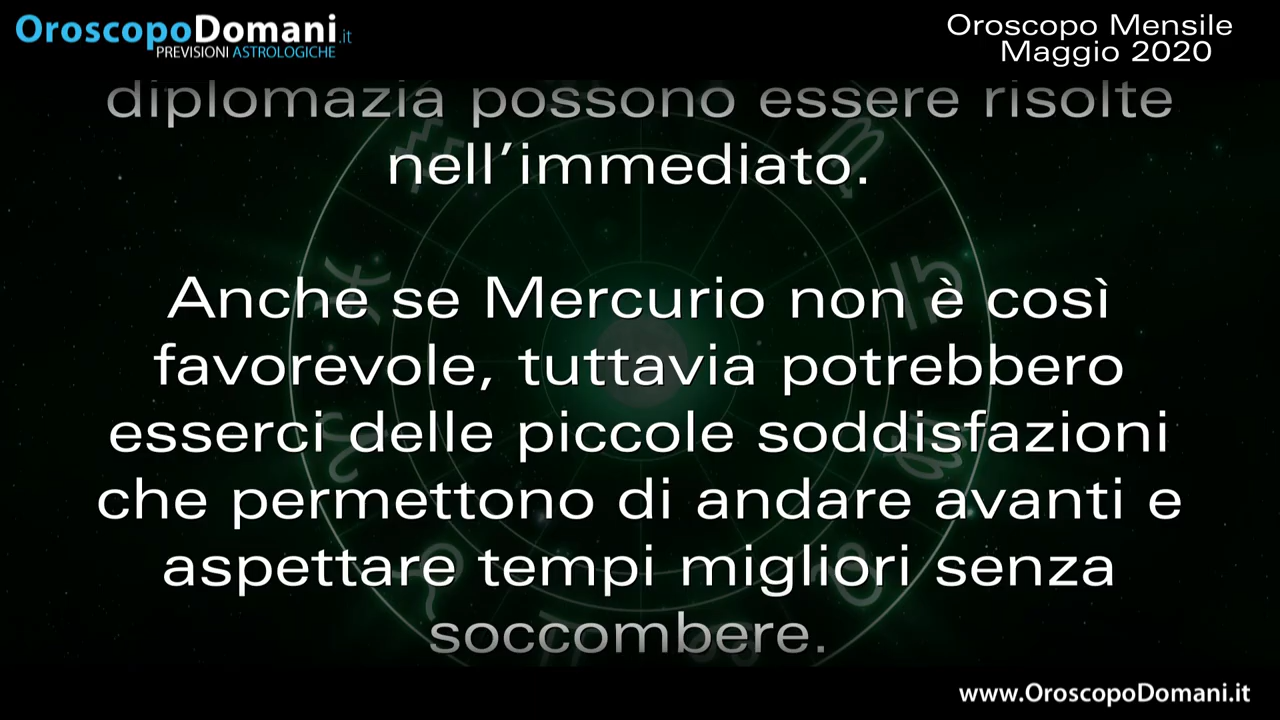 OroscopoDomani.it
PREVISIONI ASTROLOGICHE
Oroscopo Mensile
Maggio 2020
diplomazia possono essere risolte
nell'immediato.
Anche se Mercurio non è così
favorevole, tuttavia potrebbero
esserci delle piccole soddisfazioni
che permettono di andare avanti e
aspettare tempi migliori senza
soccombere.
www.OroscopoDomani.it